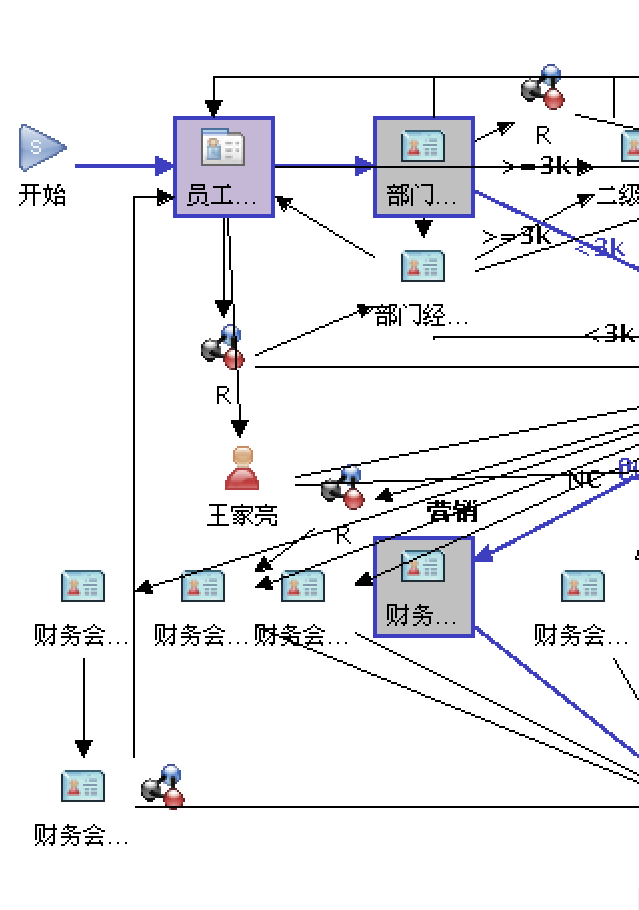 R
S
>=3k
开始
员工...
部门...
二级
>=3k
<3k
部门经...
<3k
R
NC
王家亮
营销
R
财务...
财务会...
财务会...
财务会...
财务会...
财务会...